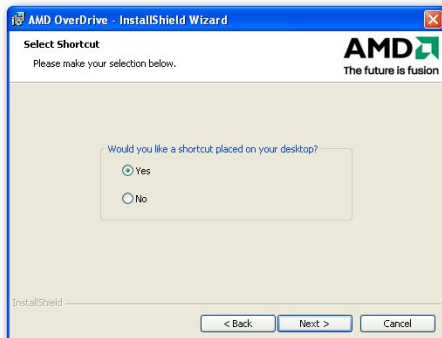 AMD OverDrive - InstallShield Wizard
Select Shortcut
Please make your selection below.
AMD
The future is fusion
Would you like a shortcut placed on your desktop?
Yes
No
InstallShield
< Back
Next >
Cancel